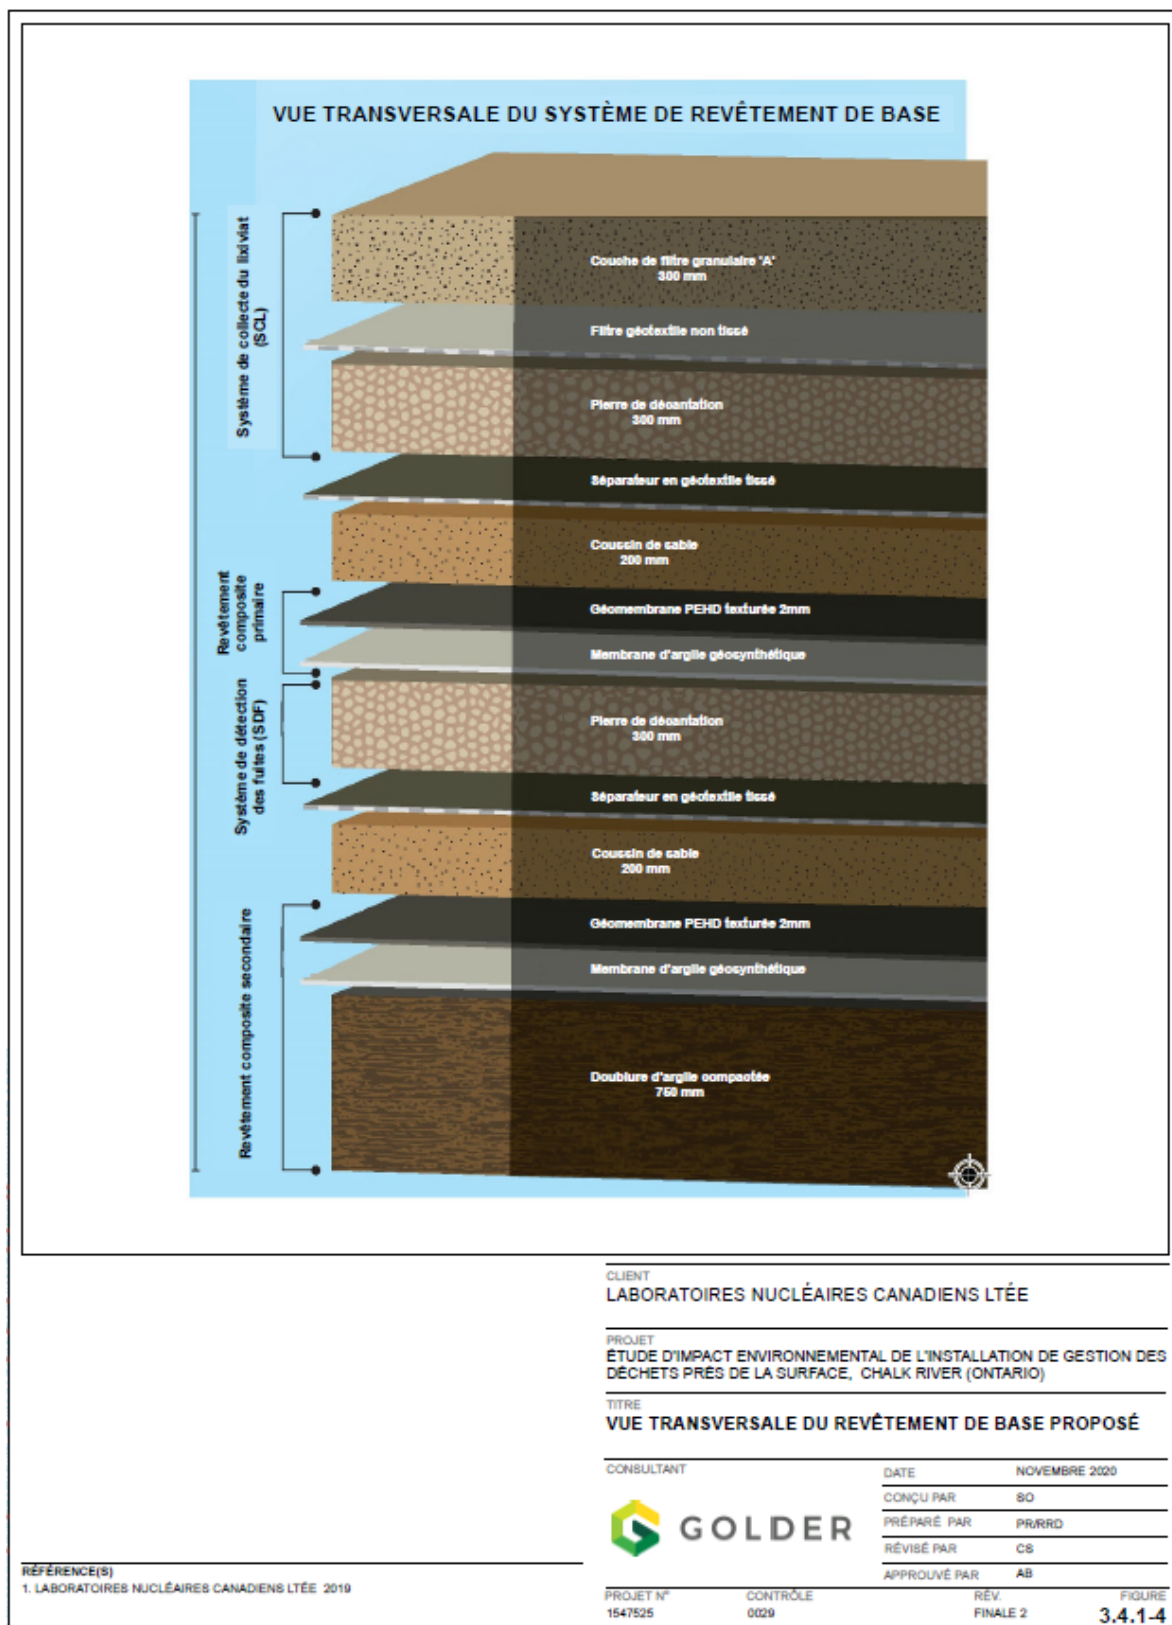 VUE TRANSVERSALE DU SYSTÈME DE REVÊTEMENT DE BASE
Système de collecte du lixiviat
(SCL)
Couche de filtre granulaire 'A'
300 mm
Filtre géotextile non tissé
Pierre de décantation
300 mm
Séparateur en géotextile tissé
Coussin de sable
200 mm
Revêtement
composite
primaire
Géomembrane PEHD texturée 2mm
Membrane d'argile géosynthétique
Système de détection
des fuites (SDF)
Pierre de décantation
300 mm
Séparateur en géotextile tissé
Coussin de sable
200 mm
Revêtement composite secondaire
Géomembrane PEHD texturée 2mm
Membrane d'argile géosynthétique
Doublure d'argile compactée
750 mm
CLIENT
LABORATOIRES NUCLÉAIRES CANADIENS LTÉE
PROJET
ÉTUDE D'IMPACT ENVIRONNEMENTAL DE L'INSTALLATION DE GESTION DES
DÉCHETS PRÈS DE LA SURFACE, CHALK RIVER (ONTARIO)
TITRE
VUE TRANSVERSALE DU REVÊTEMENT DE BASE PROPOSÉ
CONSULTANT
GOLDER
DATE NOVEMBRE 2020
CONÇU PAR SO
PRÉPARÉ PAR PR/RRD
RÉVISÉ PAR CS
APPROUVÉ PAR AB
RÉFÉRENCE(S)
1. LABORATOIRES NUCLÉAIRES CANADIENS LTÉE 2019
PROJET N° CONTRÔLE RÉV. FIGURE
1547525 0029 FINALE 2 3.4.1-4